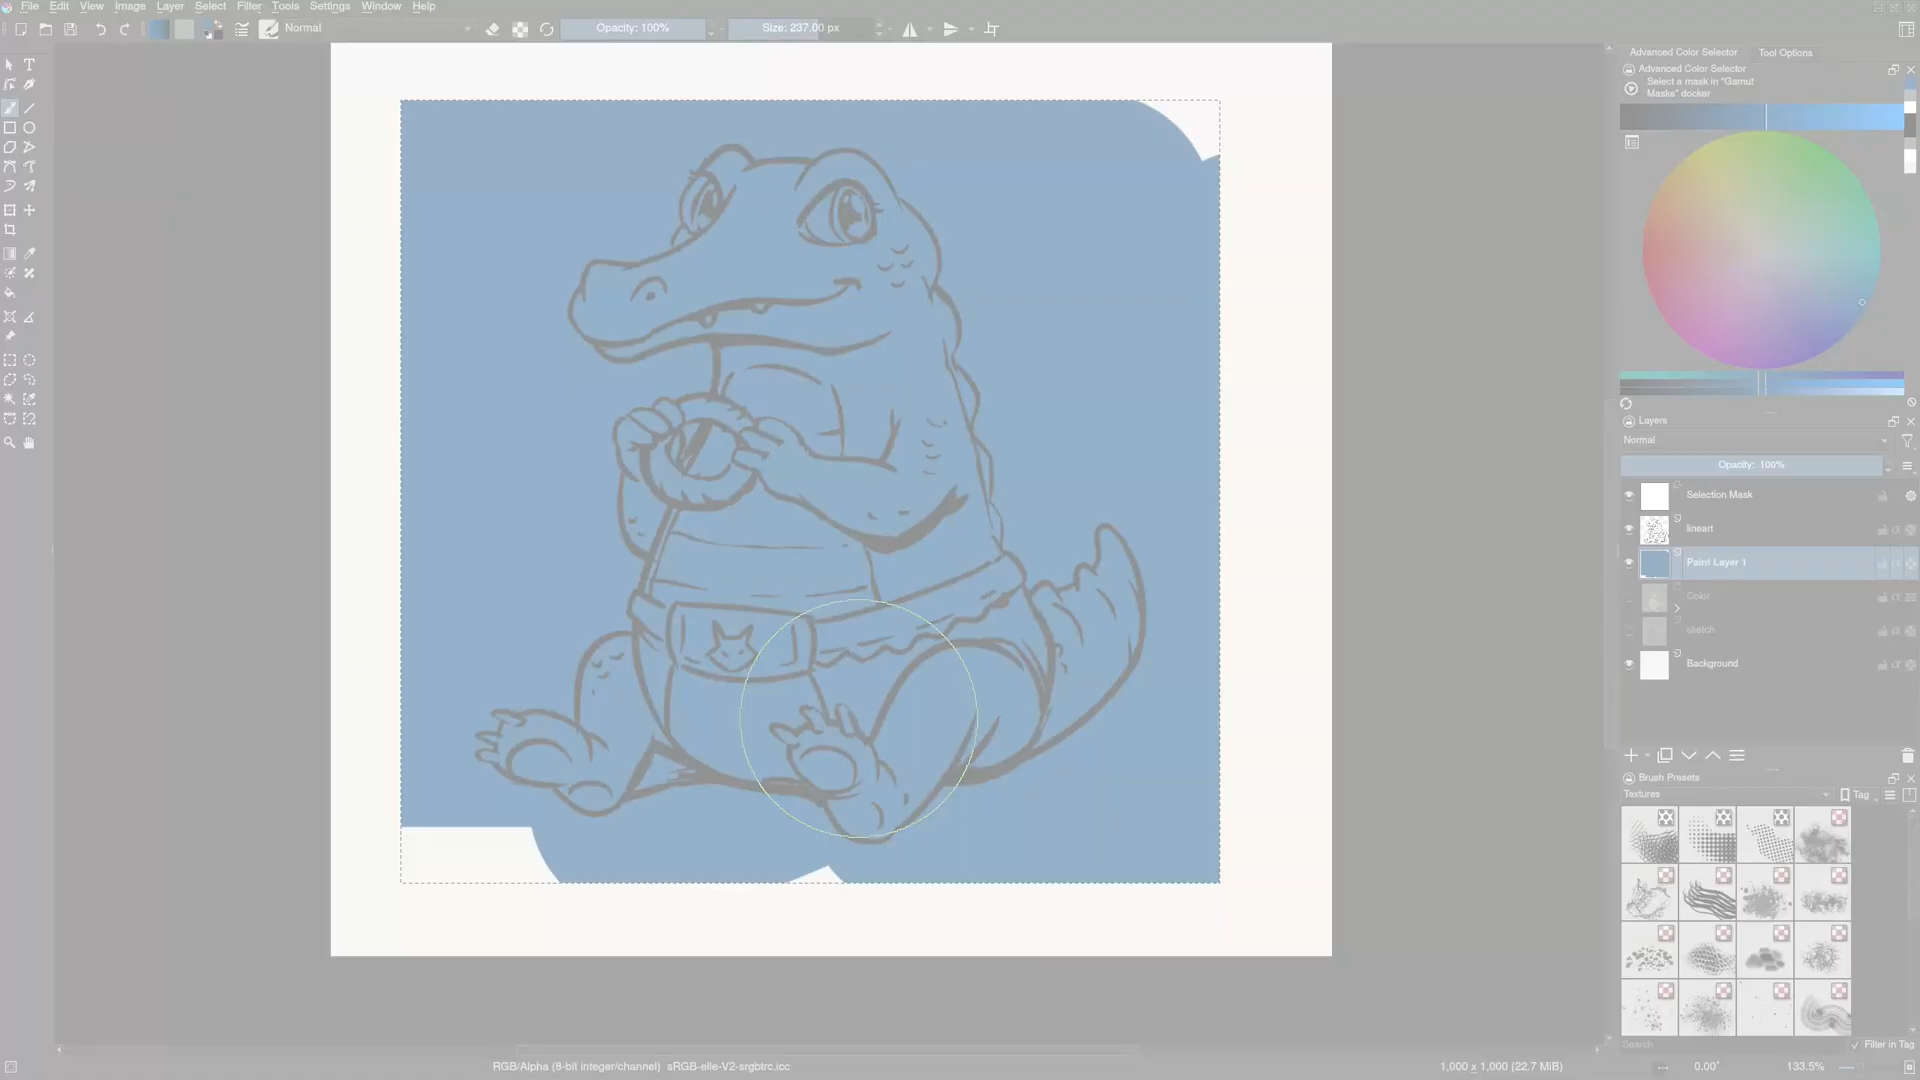 File Edit View Image Layer Select Filter Tools Settings Window Help
Normal
Opacity: 100%
Size: 237.00 px
Advanced Color Selector
Tool Options
Advanced Color Selector
Select a mask in "Gamut
Masks" docker
Layers
Normal
Opacity: 100%
Selection Mask
lineart
Paint Layer 1
Color
sketch
Background
Brush Presets
Textures
Tag
Search
Filter in Tag
RGB/Alpha (8-bit integer/channel) sRGB-elle-V2-srgbtrc.icc
1,000 x 1,000 (22.7 MiB)
0.00°
133.5%